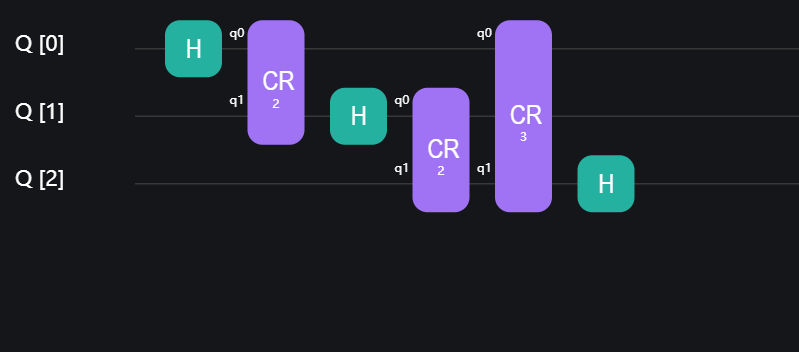 Q [0] H q0 q0
CR
2
q1
Q [1] H q0 CR
3
CR
2
q1 q1
Q [2] H